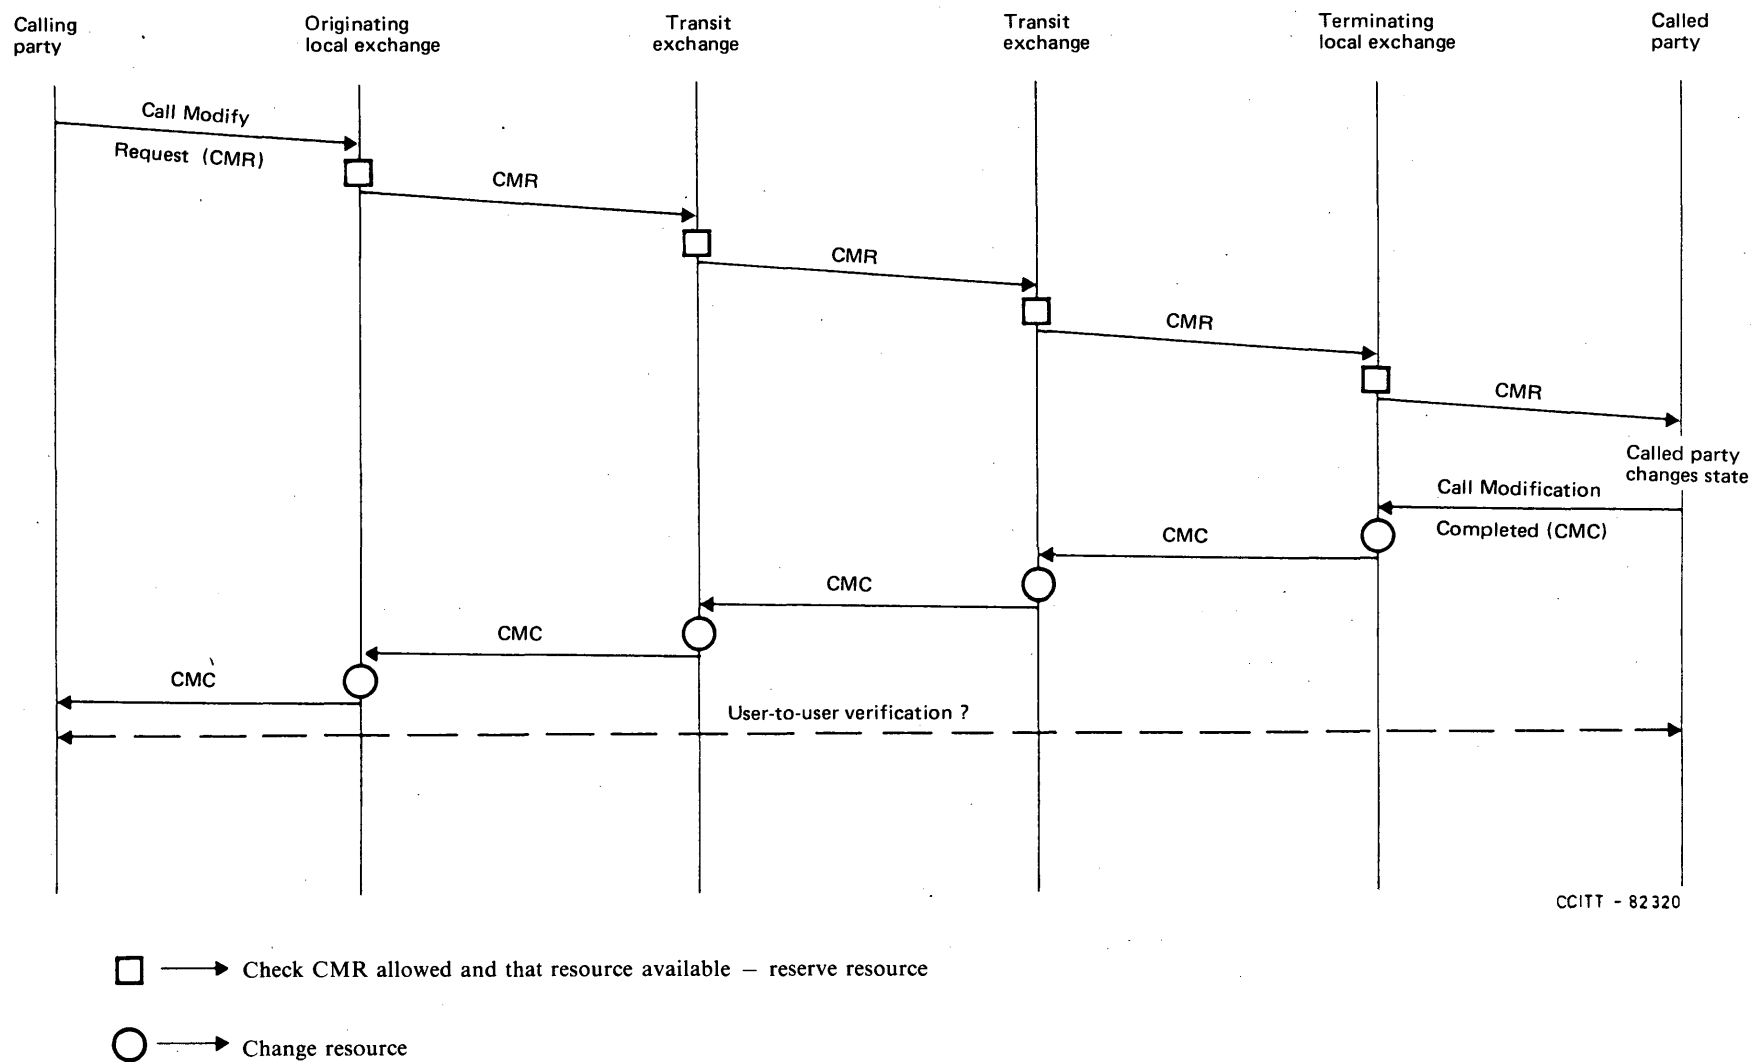 Calling
party
Originating
local exchange
Transit
exchange
Transit
exchange
Terminating
local exchange
Called
party
Call Modify
Request (CMR)
CMR
CMR
CMR
CMR
Called party
changes state
Call Modification
Completed (CMC)
CMC
CMC
CMC
CMC
User-to-user verification ?
CCITT - 82320
Check CMR allowed and that resource available – reserve resource
Change resource